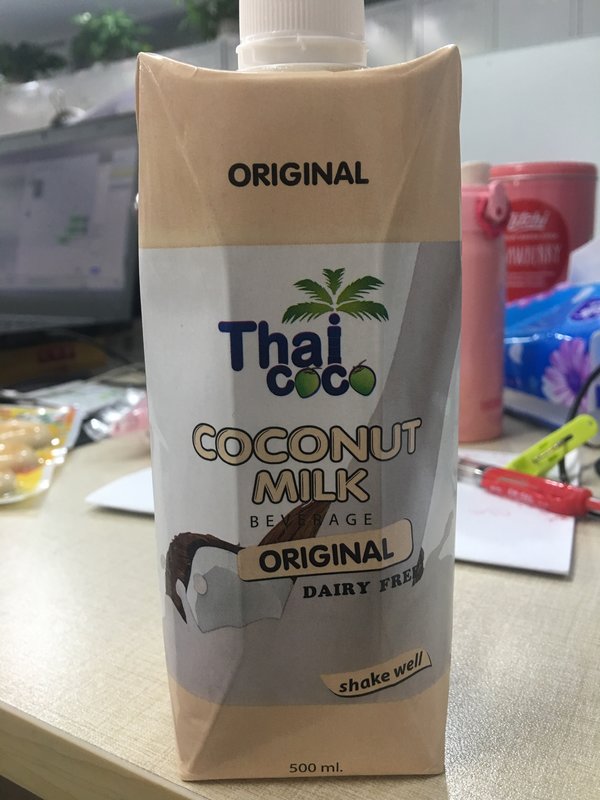 ORIGINAL
Thai
coco
COCONUT
MILK
BEVERAGE
ORIGINAL
DAIRY FREE
shake well
500 ml.